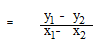 = y₁ - y₂
x₁- x₂